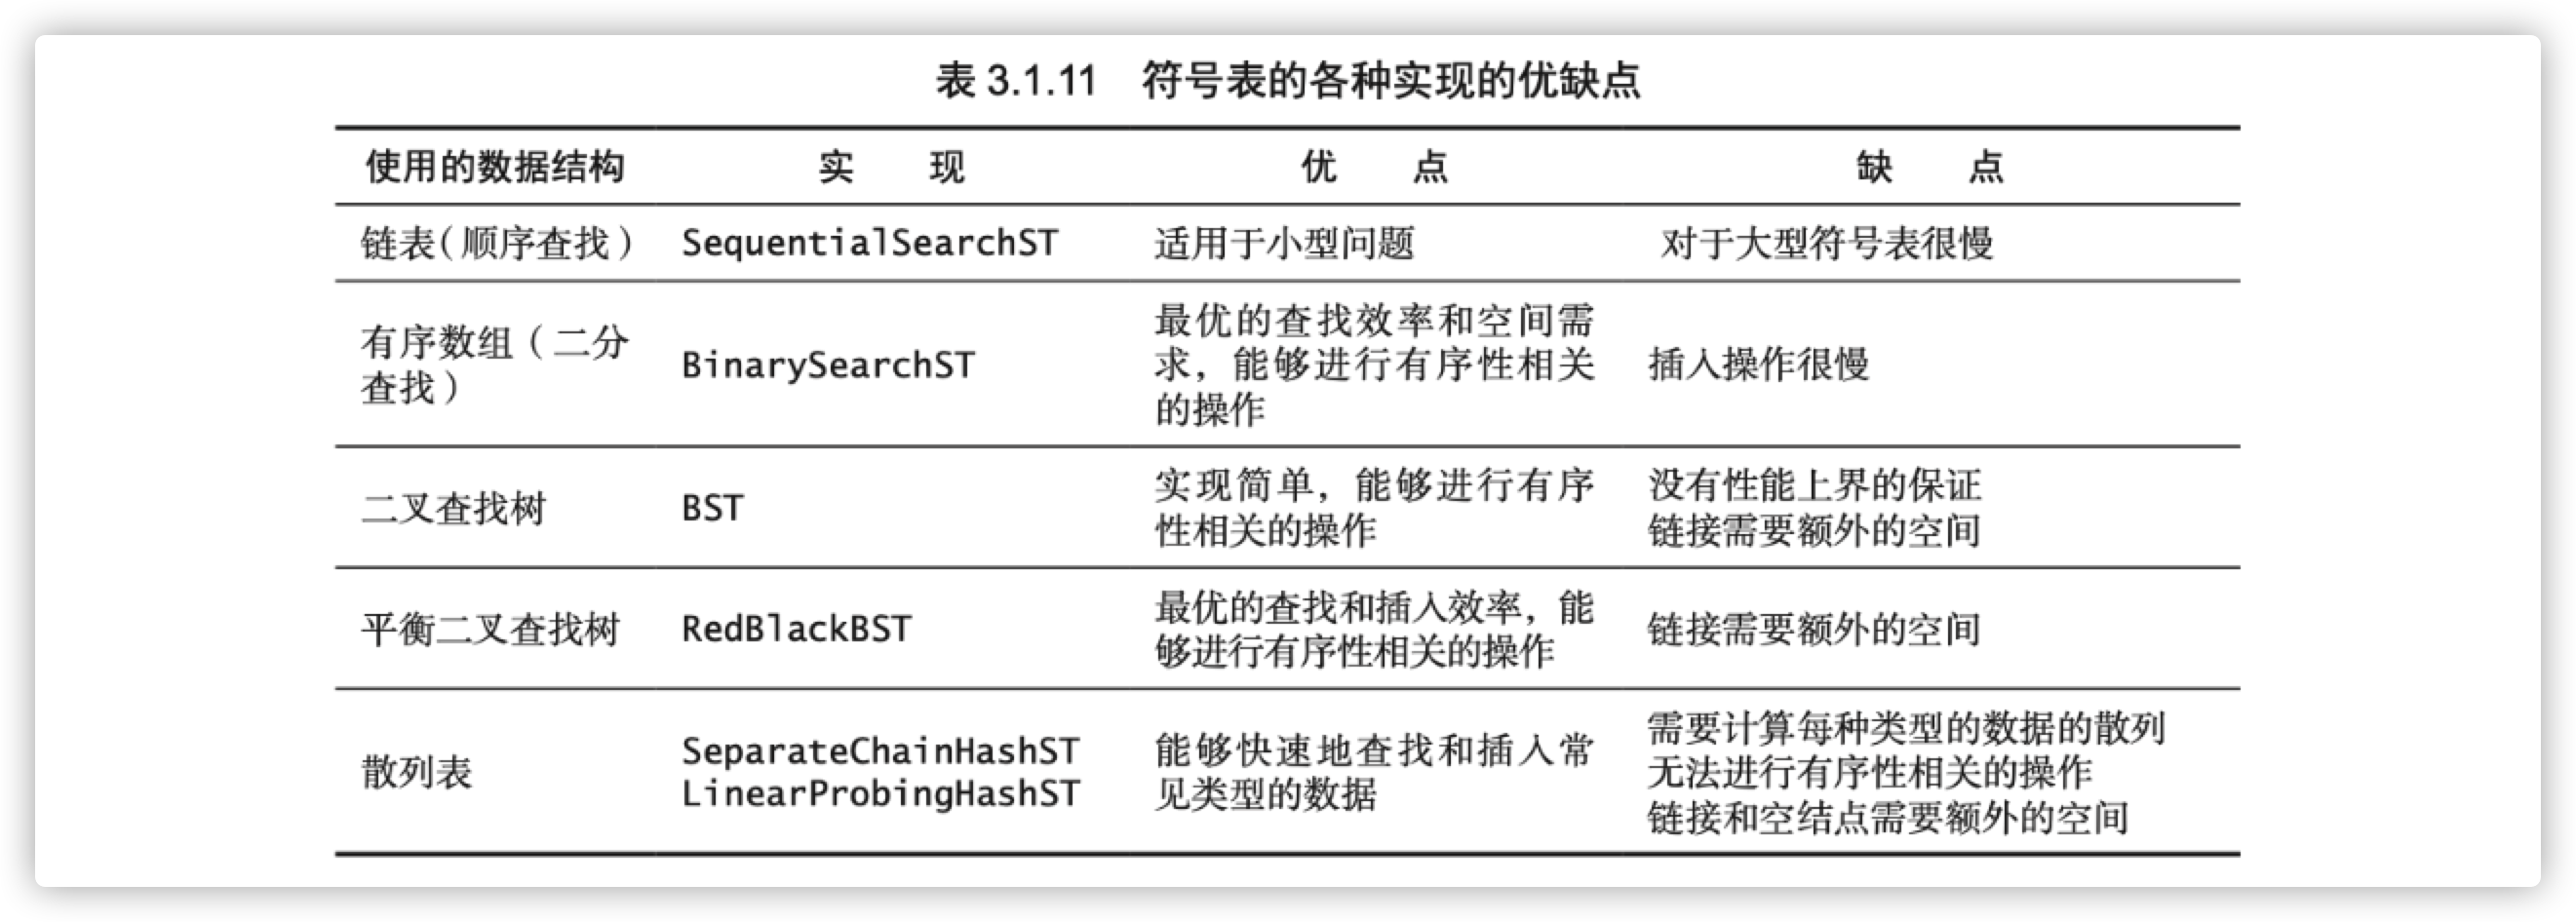 表 3.1.11 符号表的各种实现的优缺点
使用的数据结构 实 现 优 点 缺 点
链表（顺序查找） SequentialSearchST 适用于小型问题 对于大型符号表很慢
有序数组（二分
查找）
BinarySearchST
最优的查找效率和空间需
求，能够进行有序性相关
的操作
插入操作很慢
二叉查找树
BST
实现简单，能够进行有序
性相关的操作
没有性能上界的保证
链接需要额外的空间
平衡二叉查找树
RedBlackBST
最优的查找和插入效率，能
够进行有序性相关的操作
链接需要额外的空间
散列表
SeparateChainHashST
LinearProbingHashST
能够快速地查找和插入常
见类型的数据
需要计算每种类型的数据的散列
无法进行有序性相关的操作
链接和空结点需要额外的空间